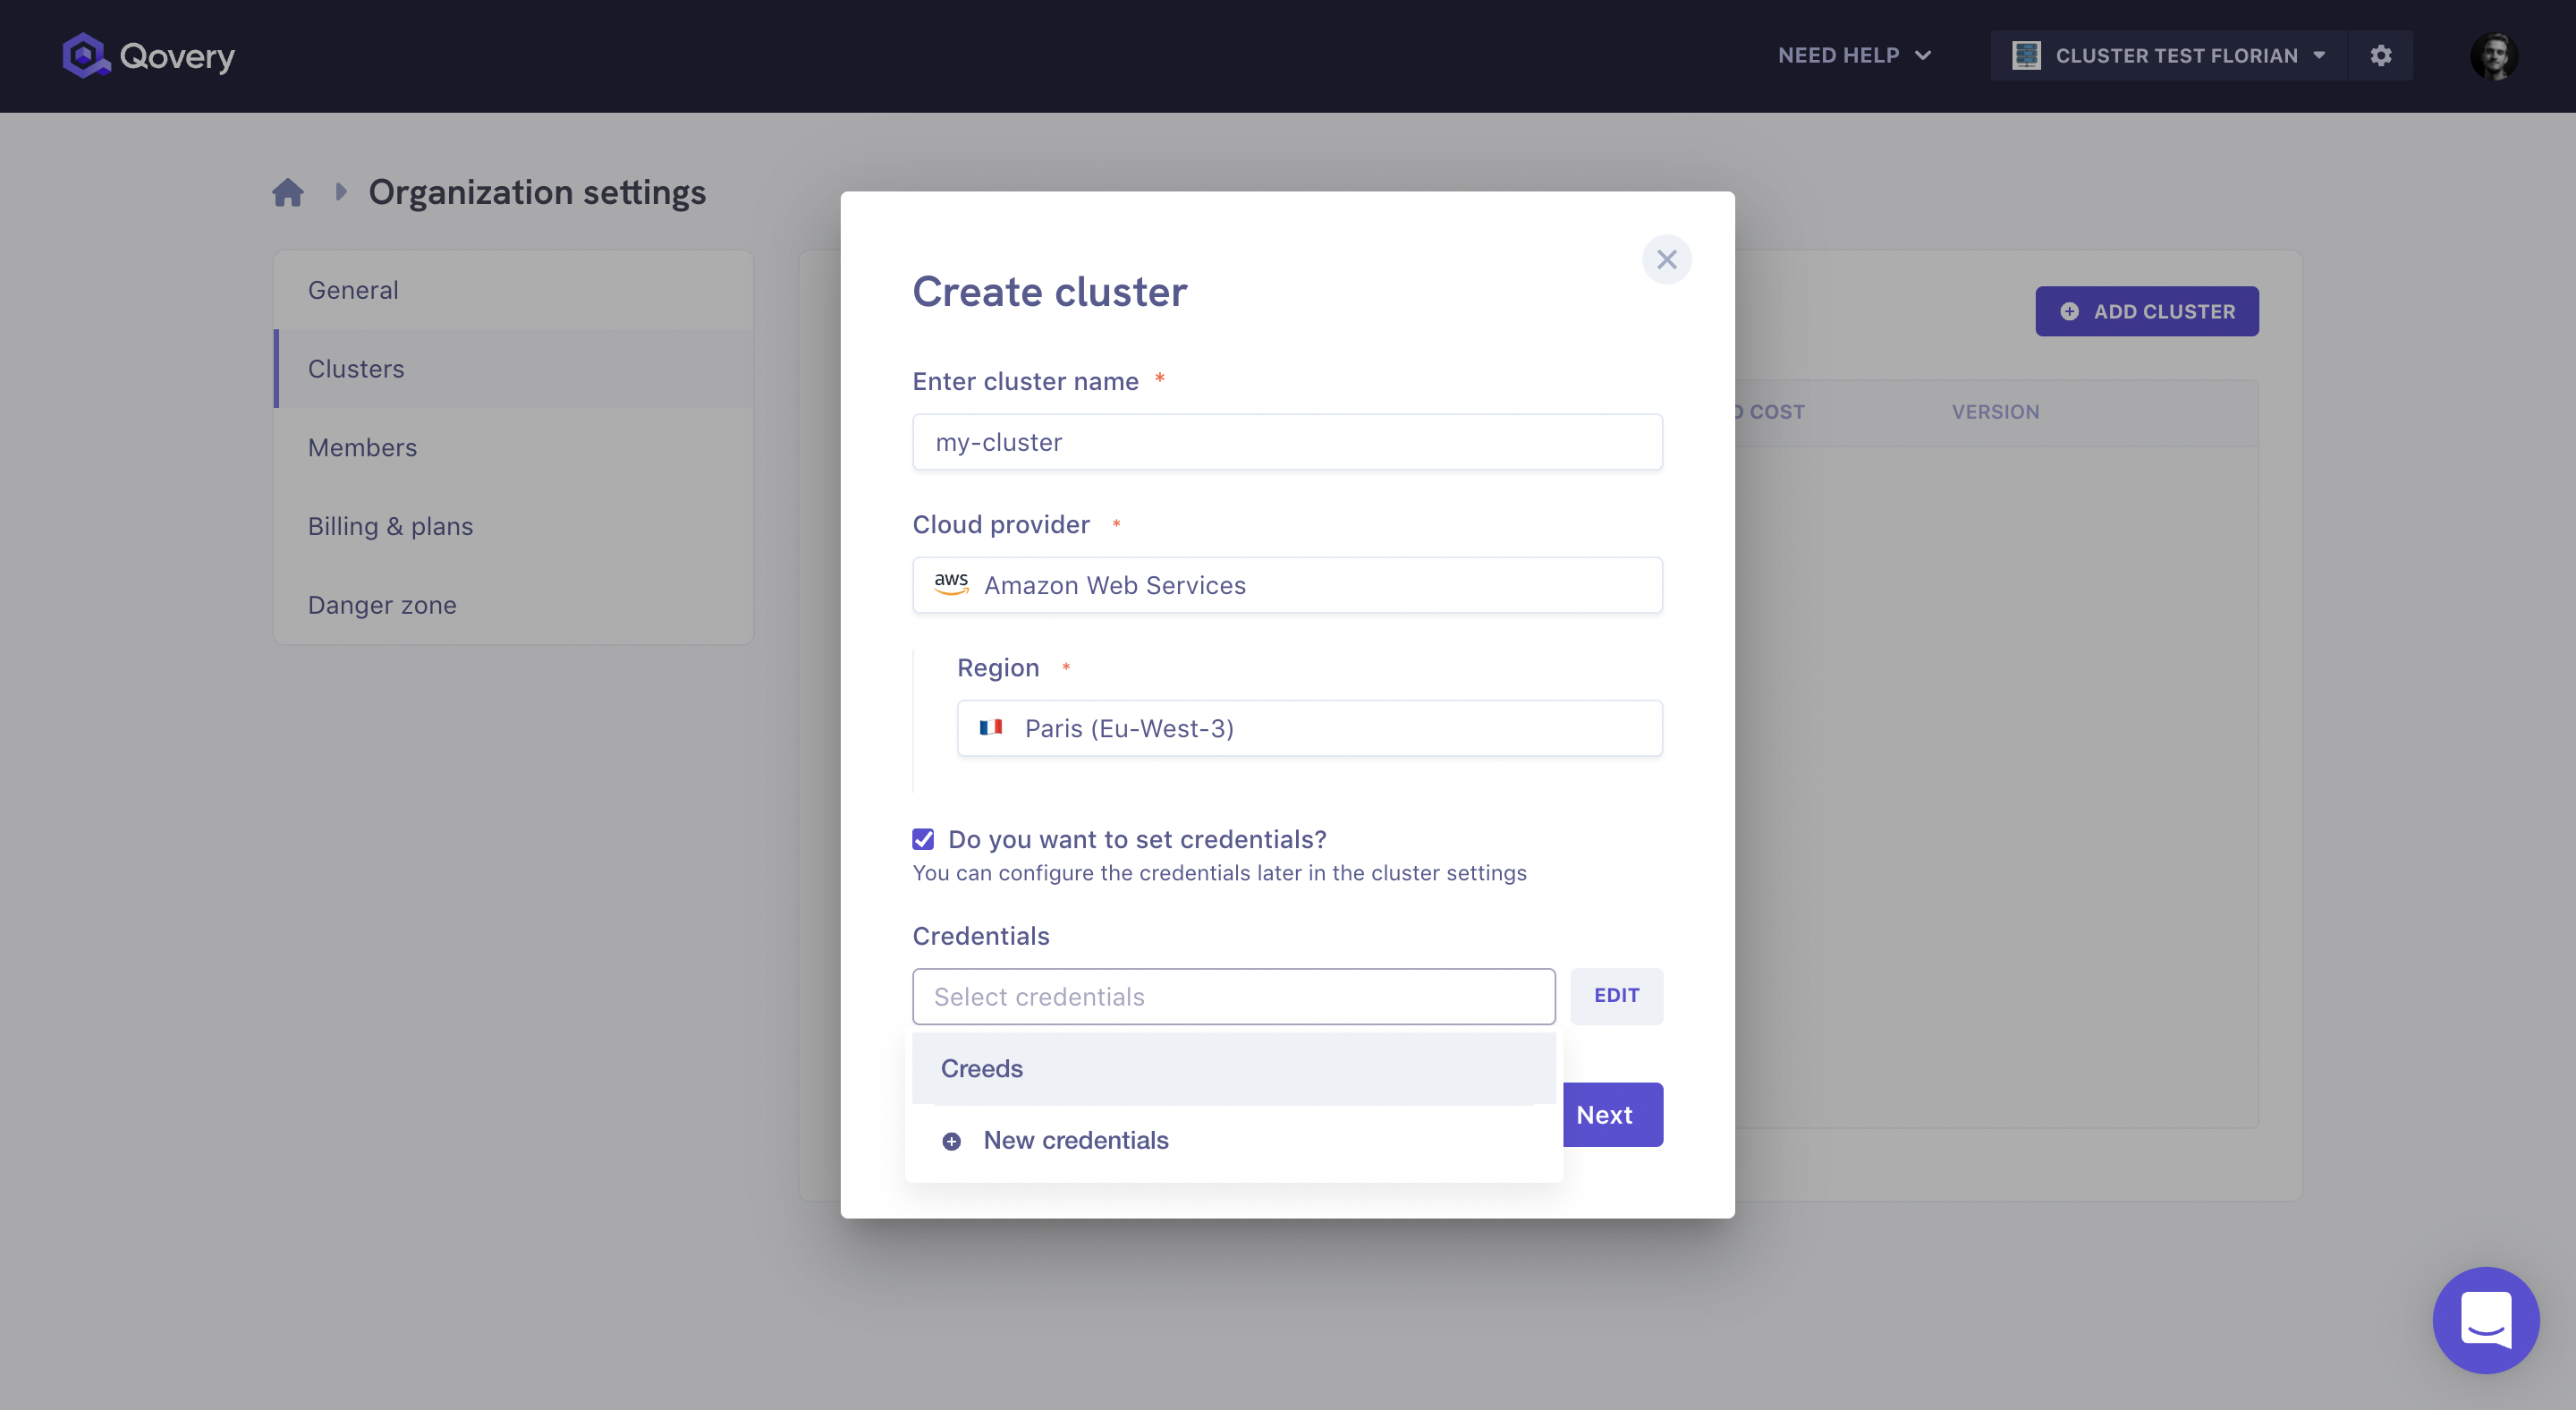 Qovery
NEED HELP
CLUSTER TEST FLORIAN
Organization settings
General
Clusters
Members
Billing & plans
Danger zone
ADD CLUSTER
COST
VERSION
Create cluster
Enter cluster name *
my-cluster
Cloud provider *
aws Amazon Web Services
Region *
Paris (Eu-West-3)
Do you want to set credentials?
You can configure the credentials later in the cluster settings
Credentials
Select credentials
EDIT
Creeds
New credentials
Next